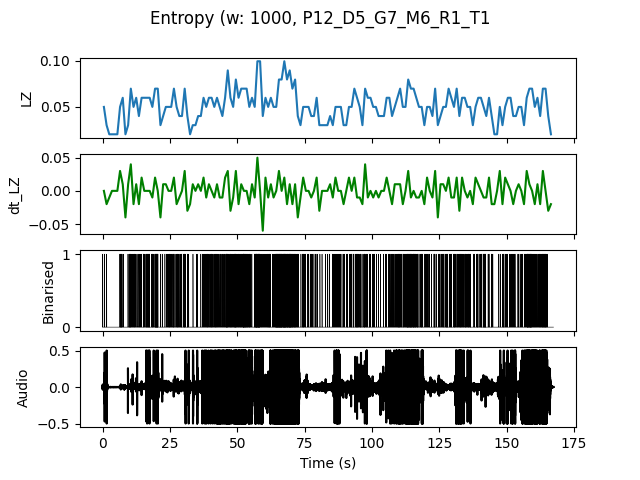 Entropy (w: 1000, P12_D5_G7_M6_R1_T1
0.10
0.05
LZ
0.05
0.00
−0.05
dt_LZ
1
0
Binarised
0.5
0.0
−0.5
Audio
0 25 50 75 100 125 150 175
Time (s)